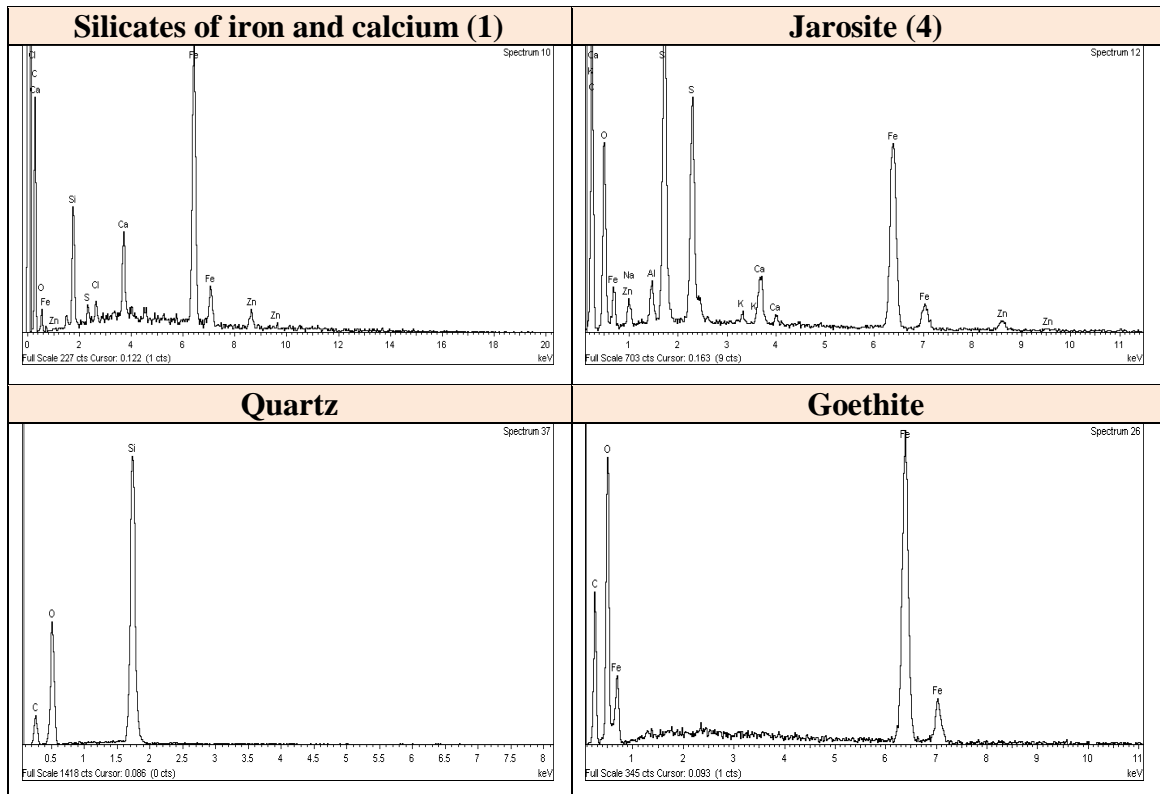 Silicates of iron and calcium (1)
Spectrum 10
Cl
C
Ca
Fe
Si
Ca
O
Fe
Zn
S
Cl
Fe
Zn
Zn
0 2 4 6 8 10 12 14 16 18 20
Full Scale 227 cts Cursor: 0.122 (1 cts)
keV
Jarosite (4)
Spectrum 12
Ca
K
C
O
Fe
Na
Zn
Al
S
K
K
Ca
Ca
Fe
Fe
Zn
Zn
1 2 3 4 5 6 7 8 9 10 11
Full Scale 703 cts Cursor: 0.163 (9 cts)
keV
Quartz
Spectrum 37
C
O
Si
0.5 1 1.5 2 2.5 3 3.5 4 4.5 5 5.5 6 6.5 7 7.5 8
Full Scale 1418 cts Cursor: 0.086 (0 cts)
keV
Goethite
Spectrum 26
C
O
Fe
Fe
Fe
1 2 3 4 5 6 7 8 9 10 11
Full Scale 345 cts Cursor: 0.093 (1 cts)
keV